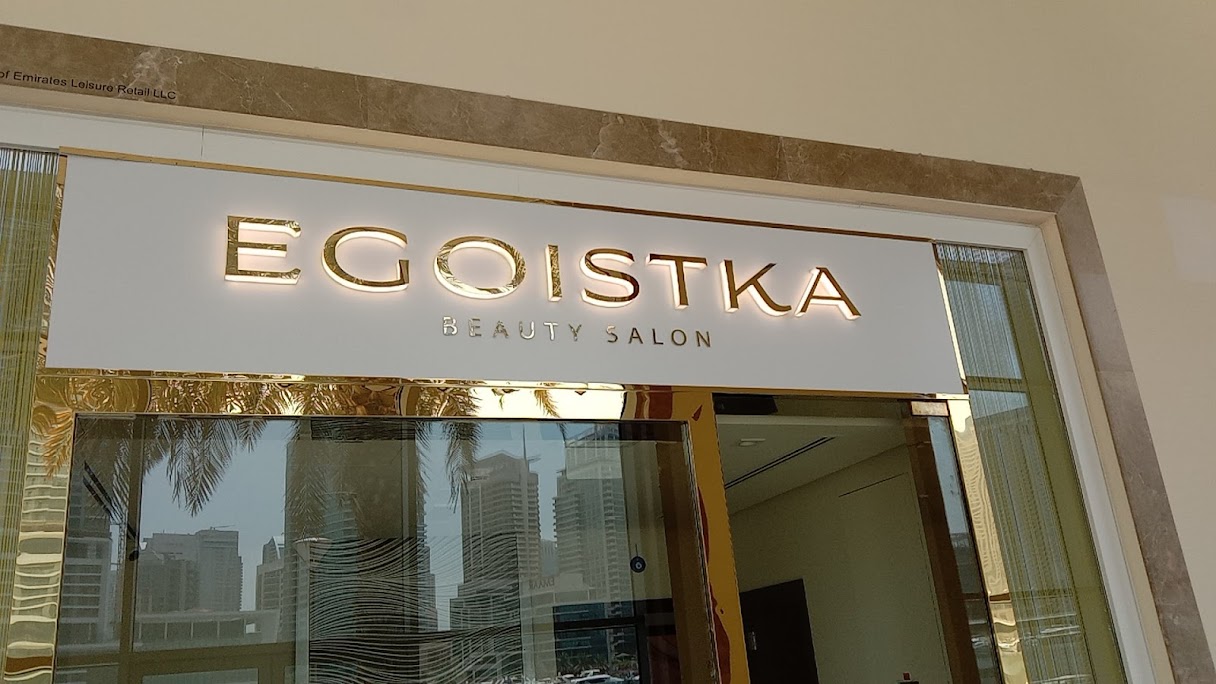 of Emirates Leisure Retail LLC
EGOISTKA
BEAUTY SALON